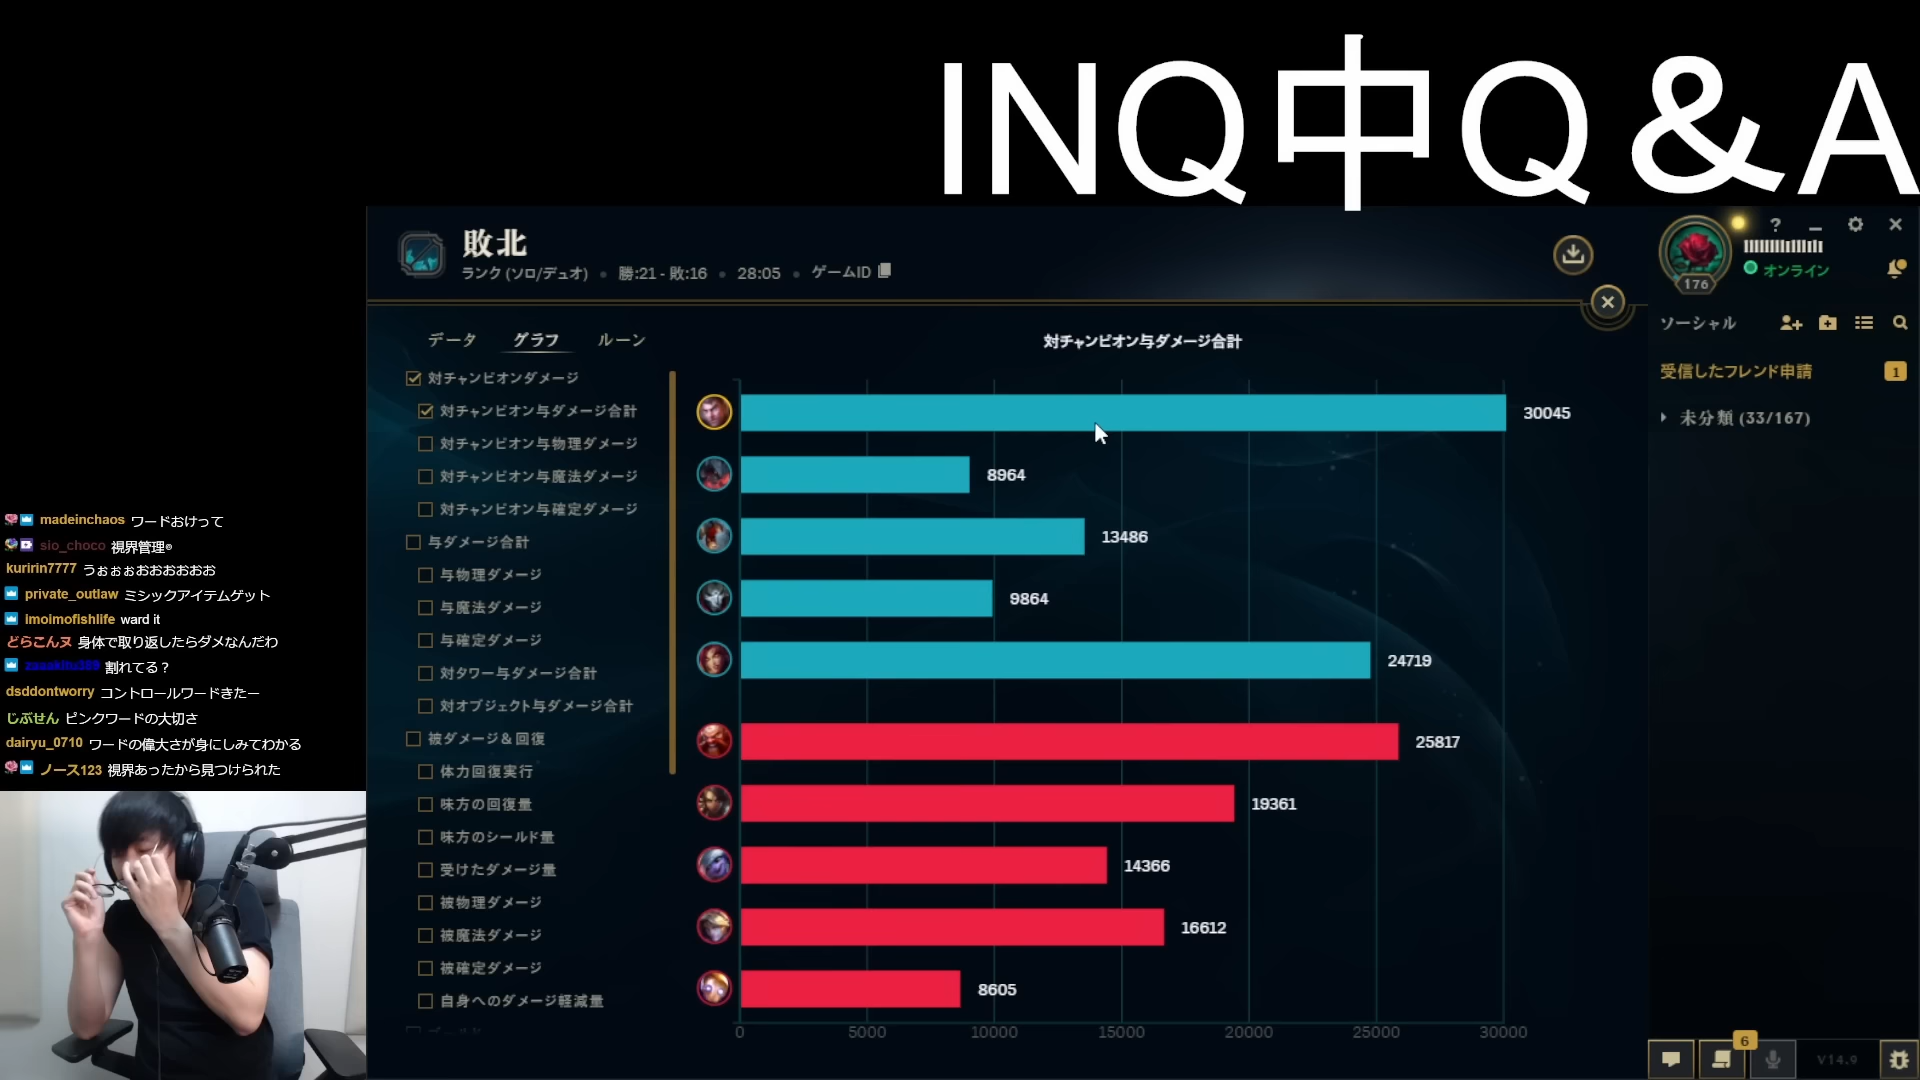 INQ中Q＆A
敗北
ランク (ソロ/デュオ) • 勝:21 - 敗:16 • 28:05 • ゲームID
データ グラフ ルーン
対チャンピオン与ダメージ合計
対チャンピオンダメージ
対チャンピオン与ダメージ合計
対チャンピオン与物理ダメージ
対チャンピオン与魔法ダメージ
対チャンピオン与確定ダメージ
与ダメージ合計
与物理ダメージ
与魔法ダメージ
与確定ダメージ
対タワー与ダメージ合計
対オブジェクト与ダメージ合計
被ダメージ＆回復
体力回復実行
味方の回復量
味方のシールド量
受けたダメージ量
被物理ダメージ
被魔法ダメージ
被確定ダメージ
自身へのダメージ軽減量
30045
8964
13486
9864
24719
25817
19361
14366
16612
8605
0 5000 10000 15000 20000 25000 30000
176
?
オンライン
ソーシャル
受信したフレンド申請 1
未分類 (33/167)
6
V14.9
madeinchaos ワードおけって
sio_choco 視界管理®
kuririn7777 うぉぉぉおおおおおお
private_outlaw ミシックアイテムゲット
imoimofishlife ward it
どらこんヌ 身体で取り返したらダメなんだわ
割れてる？
dsddontworry コントロールワードきたー
じぶせん ピンクワードの大切さ
dairyu_0710 ワードの偉大さが身にしみてわかる
ノース123 視界あったから見つけられた